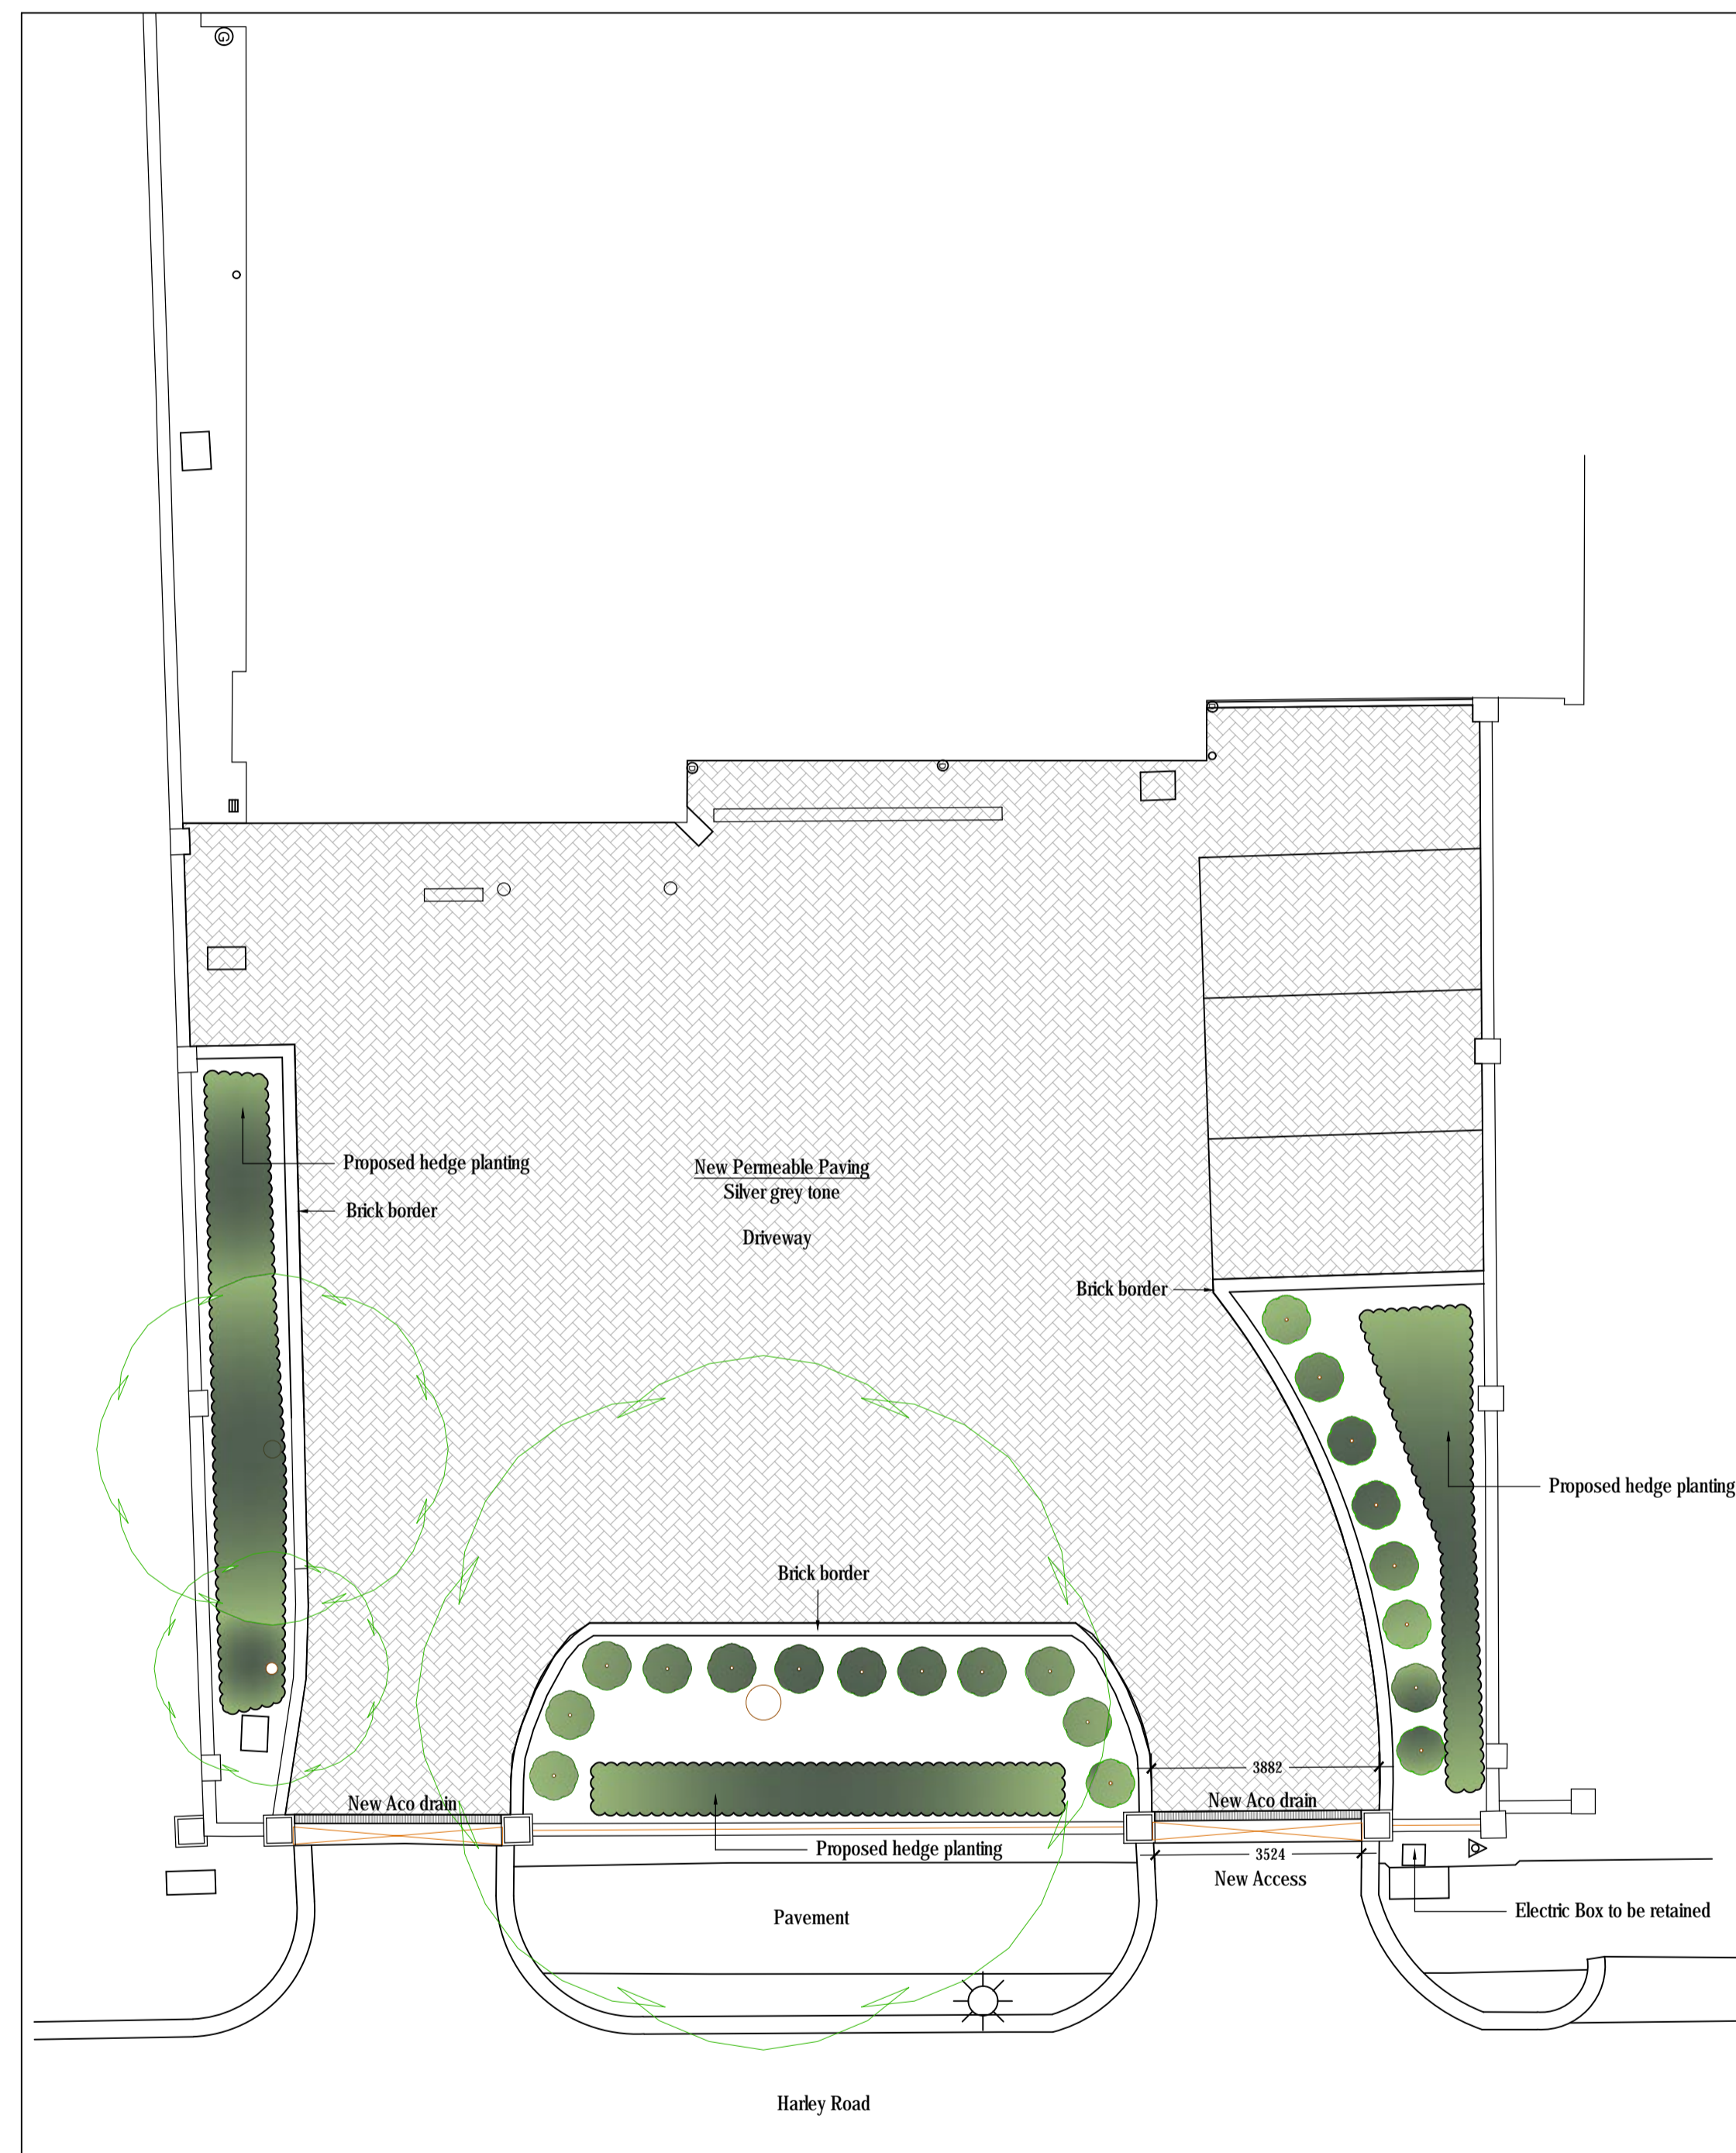 G
Proposed hedge planting
Brick border
New Permeable Paving
Silver grey tone
Driveway
Brick border
Proposed hedge planting
Brick border
3882
New Aco drain
New Aco drain
Proposed hedge planting
3524
New Access
Electric Box to be retained
Pavement
Harley Road